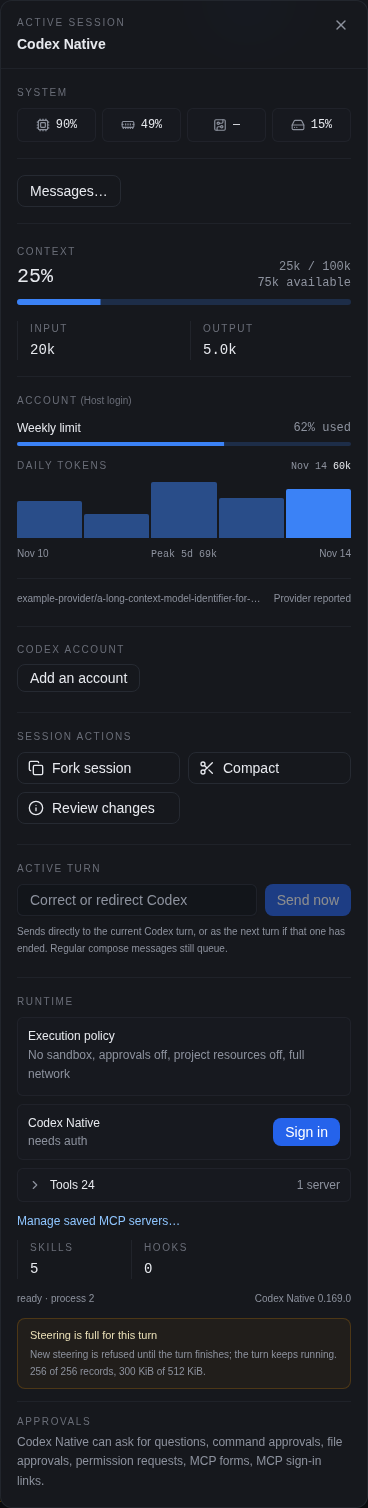 ACTIVE SESSION
Codex Native
SYSTEM
90% 49% – 15%
Messages…
CONTEXT
25%
25k / 100k
75k available
INPUT OUTPUT
20k 5.0k
ACCOUNT (Host login)
Weekly limit 62% used
DAILY TOKENS Nov 14 60k
Nov 10 Peak 5d 69k Nov 14
example-provider/a-long-context-model-identifier-for-… Provider reported
CODEX ACCOUNT
Add an account
SESSION ACTIONS
Fork session Compact
Review changes
ACTIVE TURN
Correct or redirect Codex Send now
Sends directly to the current Codex turn, or as the next turn if that one has
ended. Regular compose messages still queue.
RUNTIME
Execution policy
No sandbox, approvals off, project resources off, full
network
Codex Native
needs auth
Sign in
Tools 24 1 server
Manage saved MCP servers…
SKILLS HOOKS
5 0
ready · process 2 Codex Native 0.169.0
Steering is full for this turn
New steering is refused until the turn finishes; the turn keeps running.
256 of 256 records, 300 KiB of 512 KiB.
APPROVALS
Codex Native can ask for questions, command approvals, file
approvals, permission requests, MCP forms, MCP sign-in
links.